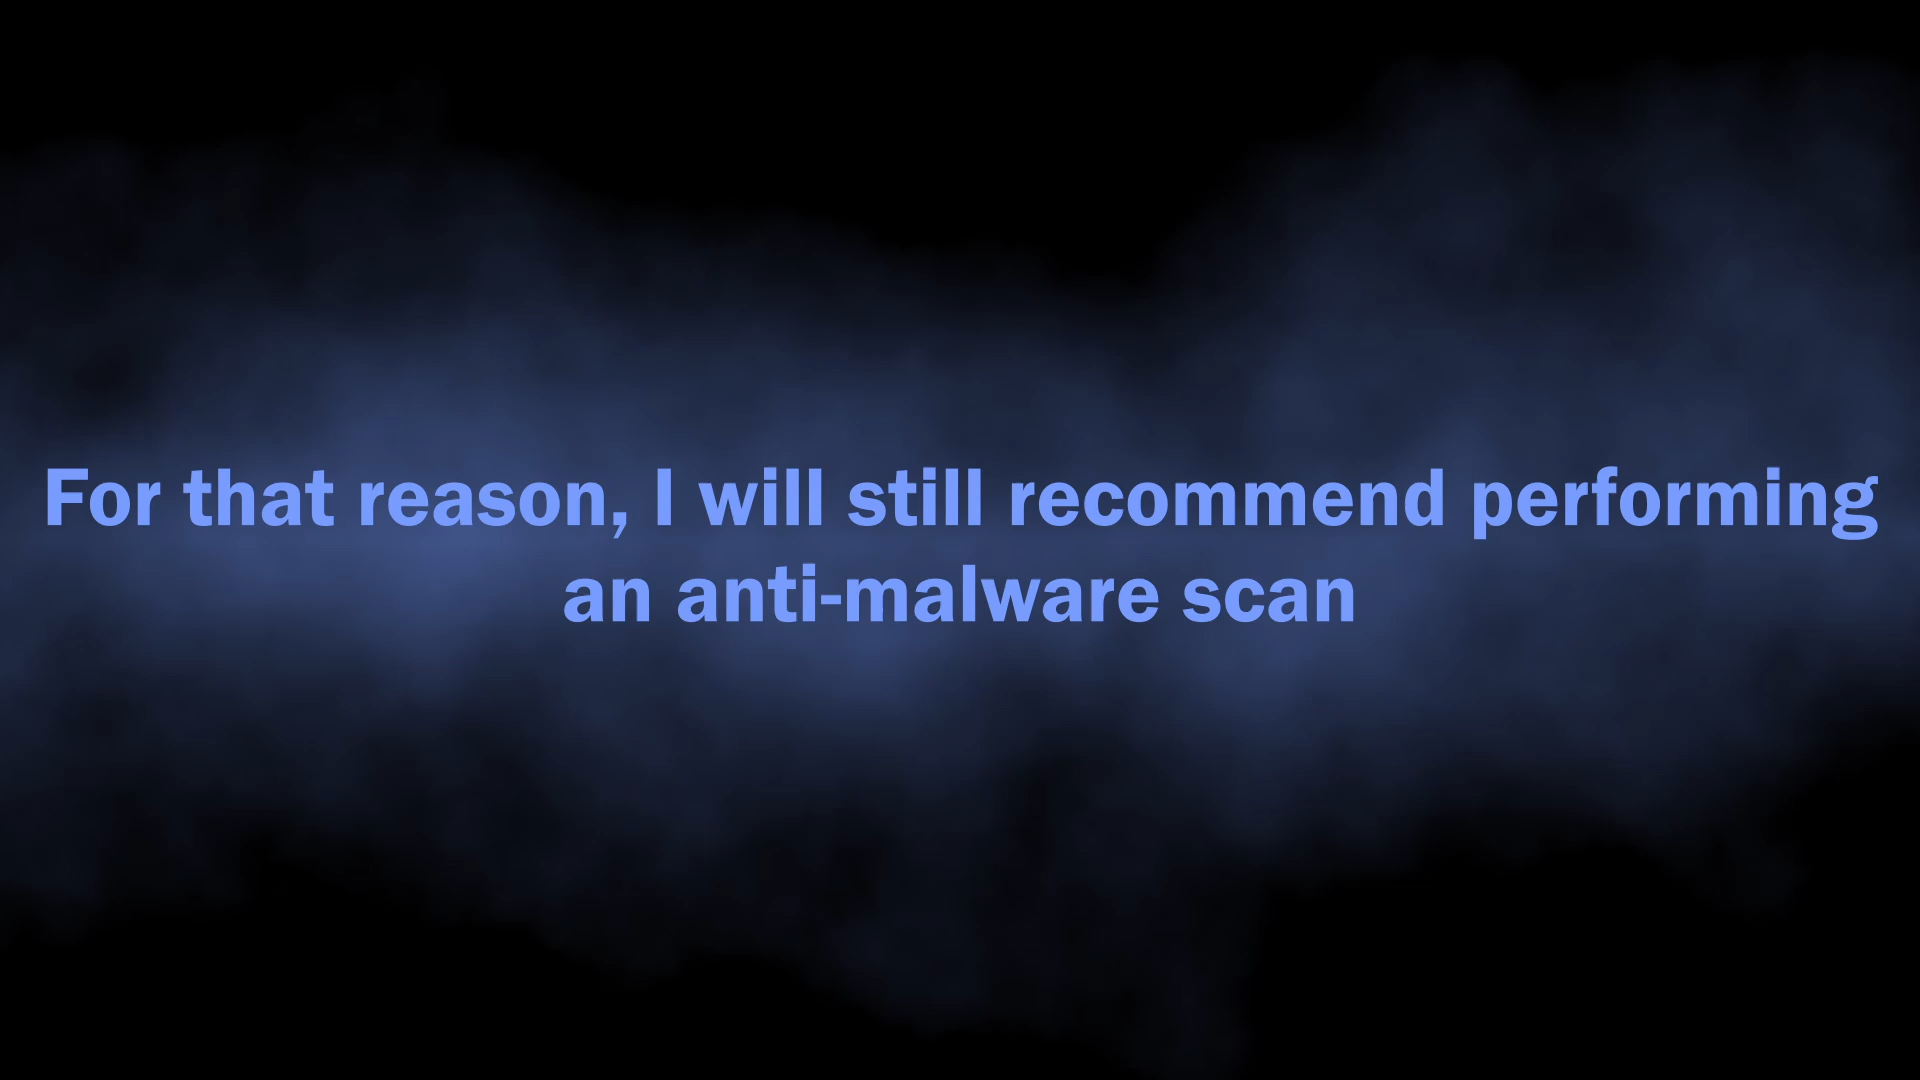 For that reason, I will still recommend performing
an anti-malware scan